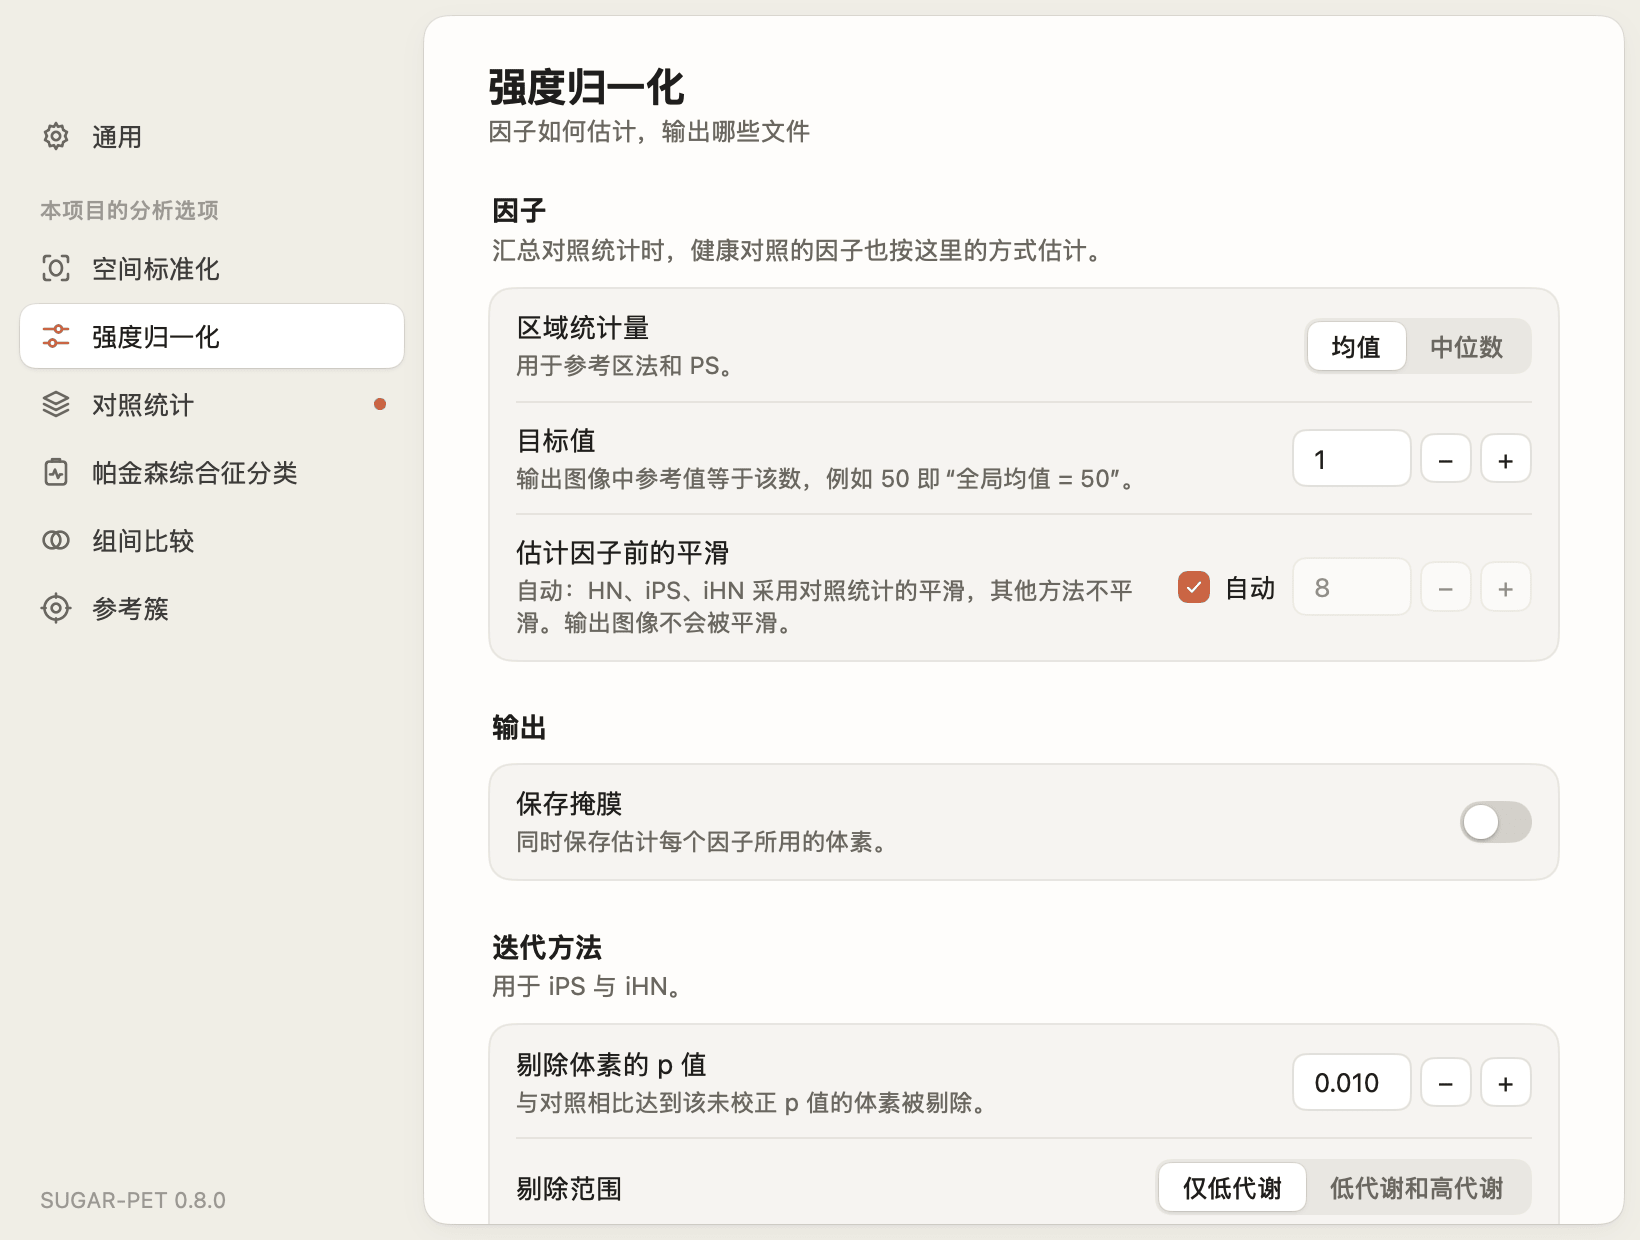 通用
本项目的分析选项
空间标准化
强度归一化
对照统计
帕金森综合征分类
组间比较
参考簇
SUGAR-PET 0.8.0
强度归一化
因子如何估计，输出哪些文件
因子
汇总对照统计时，健康对照的因子也按这里的方式估计。
区域统计量
用于参考区法和 PS。
均值
中位数
目标值
输出图像中参考值等于该数，例如 50 即 “全局均值 = 50”。
1
−
+
估计因子前的平滑
自动：HN、iPS、iHN 采用对照统计的平滑，其他方法不平
滑。输出图像不会被平滑。
自动
8
−
+
输出
保存掩膜
同时保存估计每个因子所用的体素。
迭代方法
用于 iPS 与 iHN。
剔除体素的 p 值
与对照相比达到该未校正 p 值的体素被剔除。
0.010
−
+
剔除范围
仅低代谢
低代谢和高代谢